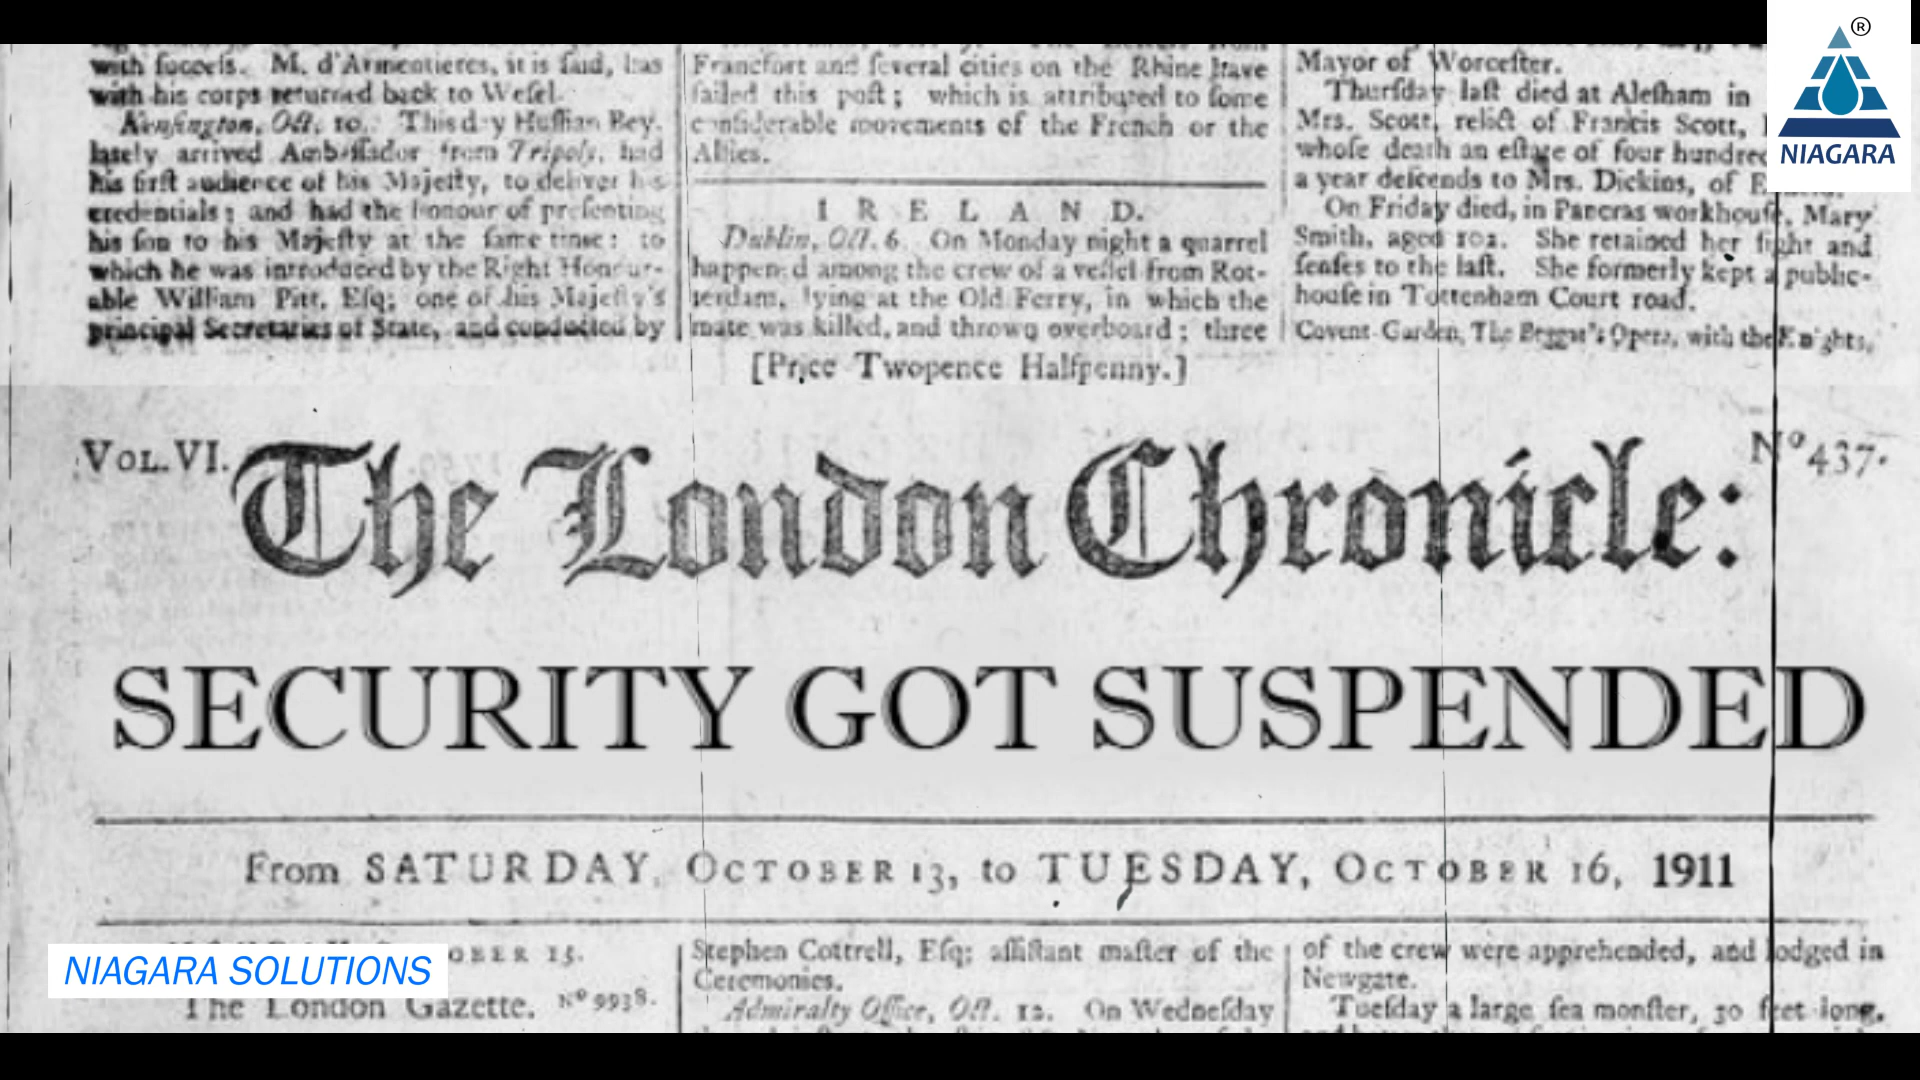 with succeſs. M. d'Armentieres, it is ſaid, has
with his corps returned back to Weſel.
Kenſington, Oct. 10. This day Huſſian Bey,
lately arrived Ambaſſador from Tripoly, had
his firſt audience of his Majeſty, to deliver his
credentials; and had the honour of preſenting
his ſon to his Majeſty at the ſame time: to
which he was introduced by the Right Honour-
able William Pitt, Eſq; one of his Majeſty's
principal Secretaries of State, and conducted by
Francfort and ſeveral cities on the Rhine have
failed this poſt; which is attributed to ſome
conſiderable movements of the French or the
Allies.
IRELAND.
Dublin, Oct. 6. On Monday night a quarrel
happened among the crew of a veſſel from Rot-
terdam, lying at the Old Ferry, in which the
mate was killed, and thrown overboard; three
Mayor of Worceſter.
Thurſday laſt died at Aleſham in
Mrs. Scott, relict of Francis Scott,
whoſe death an eſtate of four hundred
a year deſcends to Mrs. Dickins, of
On Friday died, in Pancras workhouſe, Mary
Smith, aged 102. She retained her ſight and
ſenſes to the laſt. She formerly kept a public-
houſe in Tottenham Court road.
Covent-Garden, The Beggar's Opera, with the Knights,
[Price Twopence Halfpenny.]
VOL. VI.
The London Chronicle:
Nº 437.
SECURITY GOT SUSPENDED
From SATURDAY, OCTOBER 13, to TUESDAY, OCTOBER 16, 1911
OBER 15.
The London Gazette. Nº 9938.
Stephen Cottrell, Eſq; aſſiſtant maſter of the
Ceremonies.
Admiralty Office, Oct. 12. On Wedneſday
of the crew were apprehended, and lodged in
Newgate.
Tueſday a large ſea monſter, 30 feet long,
®
NIAGARA
NIAGARA SOLUTIONS